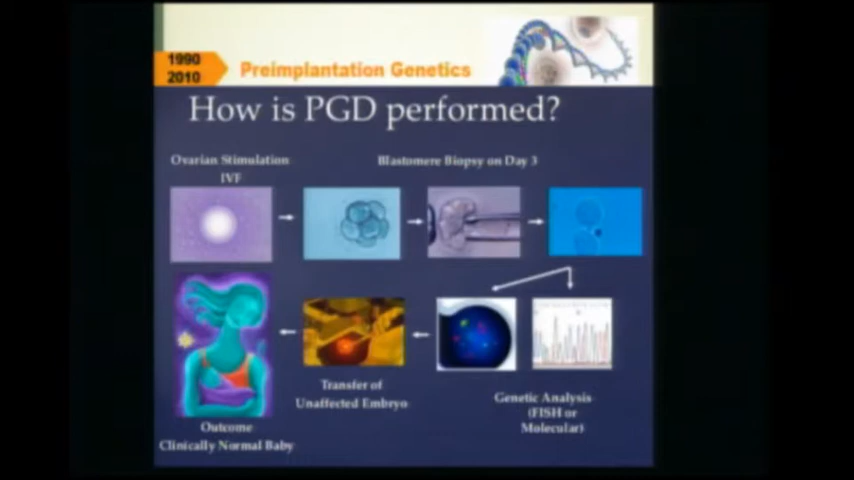 1990
2010
Preimplantation Genetics
How is PGD performed?
Ovarian Stimulation
IVF
Blastomere Biopsy on Day 3
Transfer of
Unaffected Embryo
Genetic Analysis
(FISH or
Molecular)
Outcome
Clinically Normal Baby